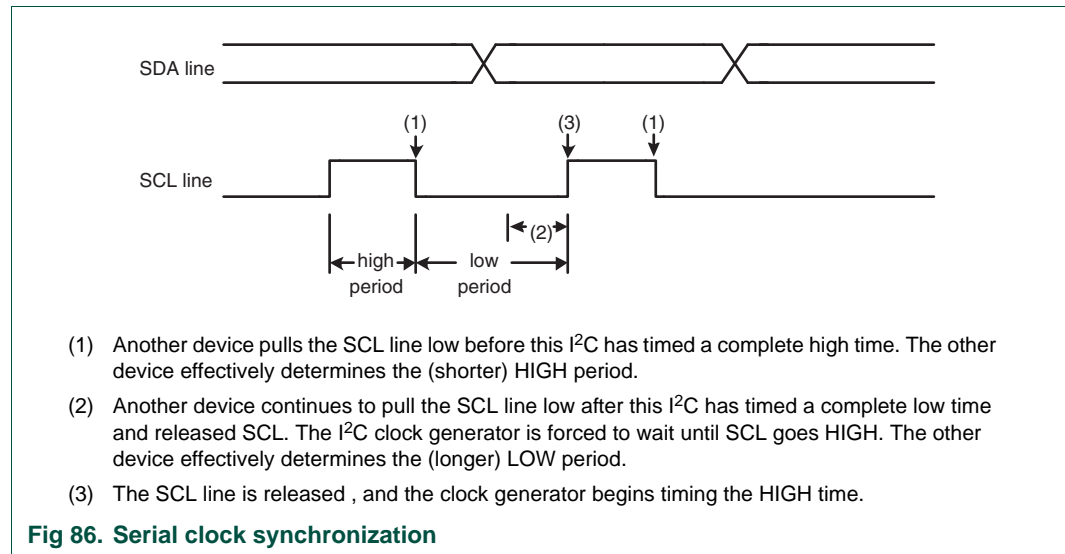 SDA line
(1)
(3)
(1)
SCL line
(2)
high
low
period
period
(1) Another device pulls the SCL line low before this I2C has timed a complete high time. The other
device effectively determines the (shorter) HIGH period.
(2) Another device continues to pull the SCL line low after this I2C has timed a complete low time
and released SCL. The I2C clock generator is forced to wait until SCL goes HIGH. The other
device effectively determines the (longer) LOW period.
(3) The SCL line is released , and the clock generator begins timing the HIGH time.
Fig 86. Serial clock synchronization